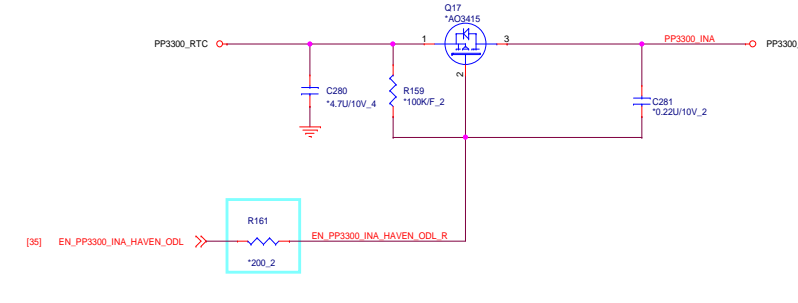 Q17
*AO3415
PP3300_RTC
1
3
PP3300_INA
PP3300_
2
C280
*4.7U/10V_4
R159
*100K/F_2
C281
*0.22U/10V_2
R161
[35]
EN_PP3300_INA_HAVEN_ODL
EN_PP3300_INA_HAVEN_ODL_R
*200_2